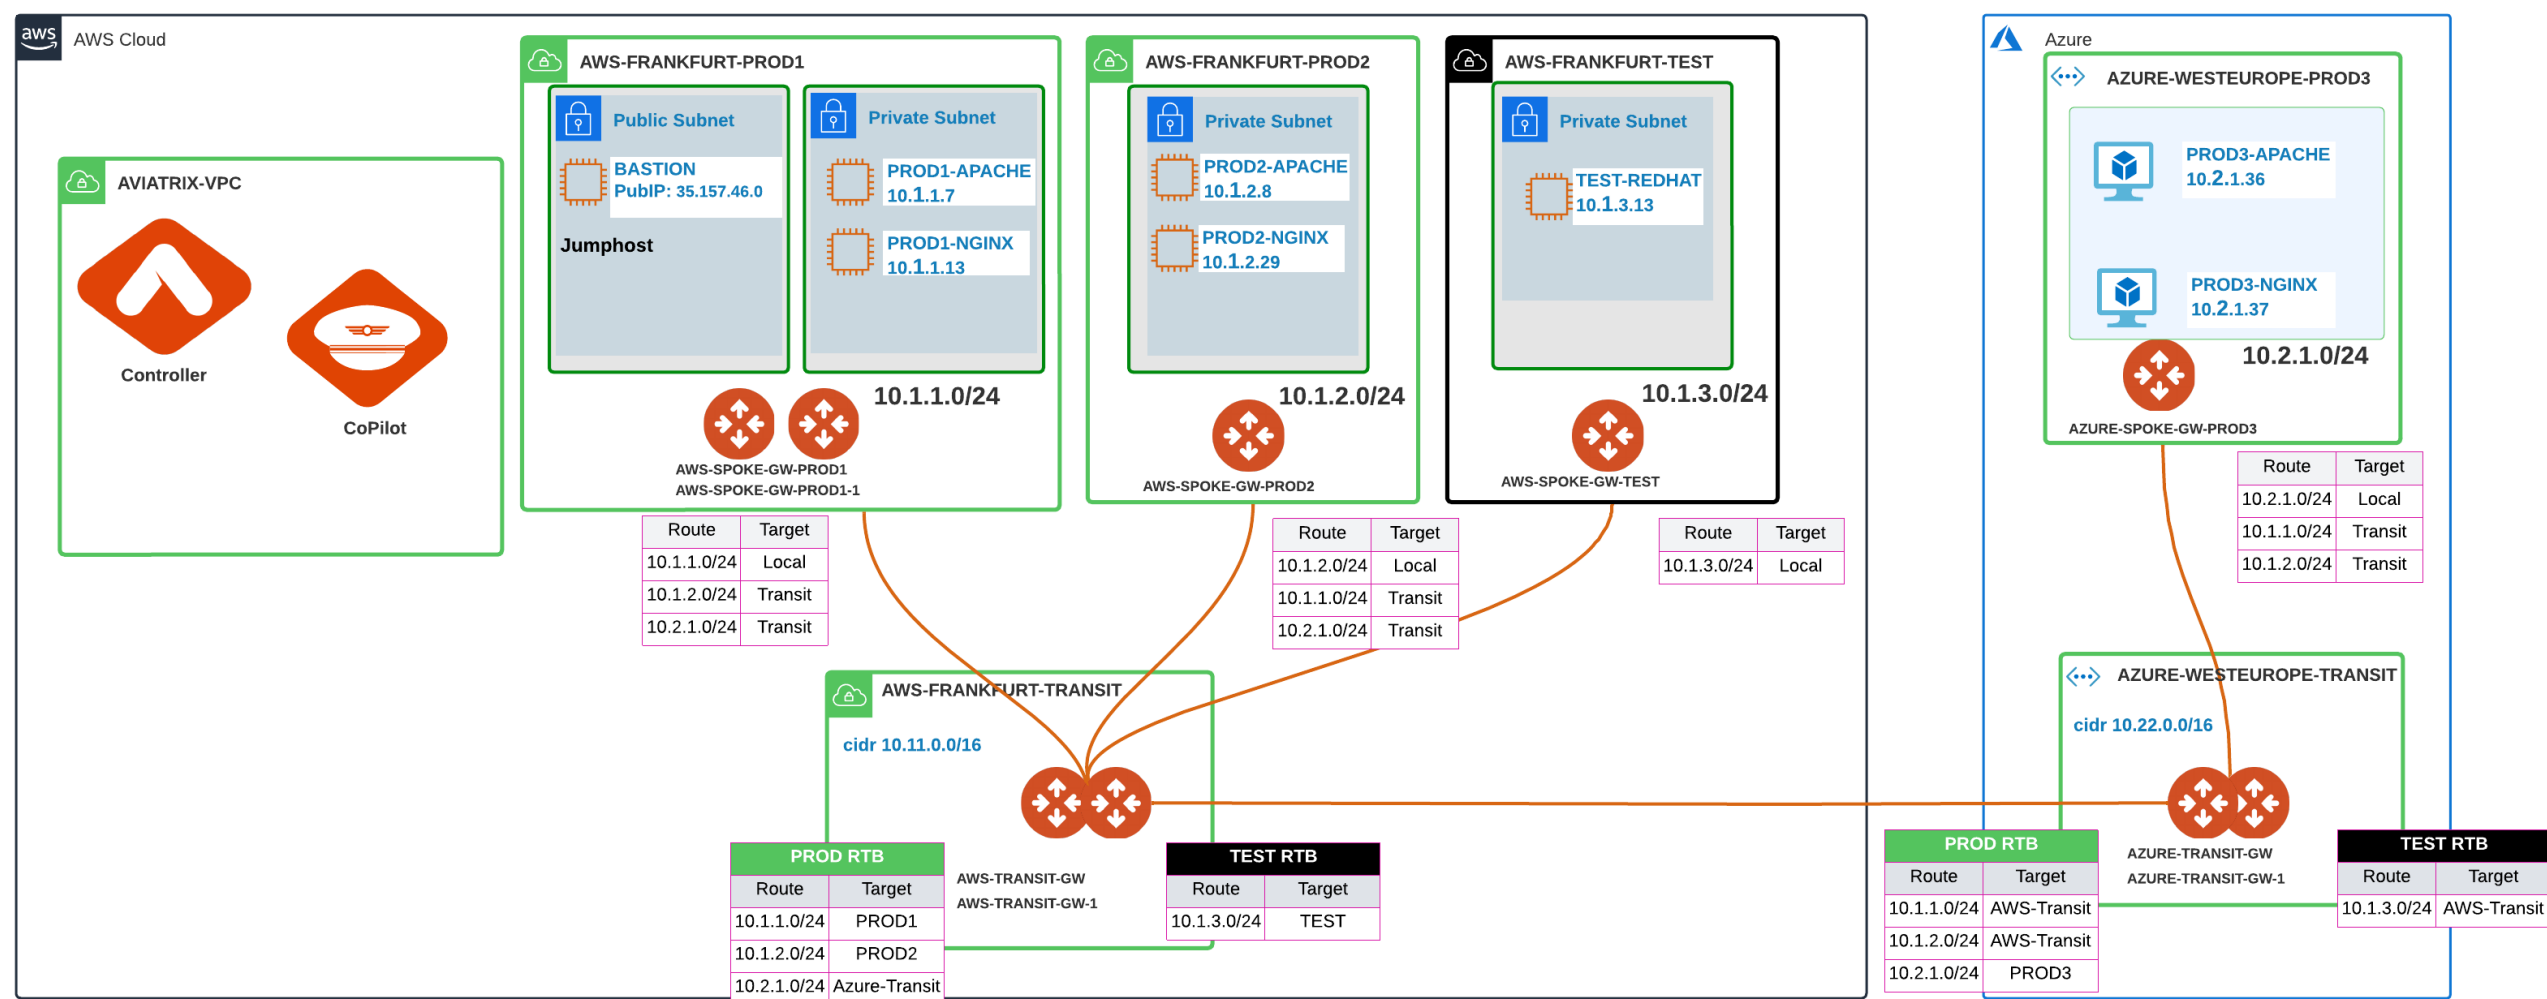 aws
AWS Cloud
AVIATRIX-VPC
Controller
CoPilot
AWS-FRANKFURT-PROD1
Public Subnet
BASTION
PubIP: 35.157.46.0
Jumphost
Private Subnet
PROD1-APACHE
10.1.1.7
PROD1-NGINX
10.1.1.13
10.1.1.0/24
AWS-SPOKE-GW-PROD1
AWS-SPOKE-GW-PROD1-1
Route Target
10.1.1.0/24 Local
10.1.2.0/24 Transit
10.2.1.0/24 Transit
AWS-FRANKFURT-PROD2
Private Subnet
PROD2-APACHE
10.1.2.8
PROD2-NGINX
10.1.2.29
10.1.2.0/24
AWS-SPOKE-GW-PROD2
Route Target
10.1.2.0/24 Local
10.1.1.0/24 Transit
10.2.1.0/24 Transit
AWS-FRANKFURT-TEST
Private Subnet
TEST-REDHAT
10.1.3.13
10.1.3.0/24
AWS-SPOKE-GW-TEST
Route Target
10.1.3.0/24 Local
AWS-FRANKFURT-TRANSIT
cidr 10.11.0.0/16
AWS-TRANSIT-GW
AWS-TRANSIT-GW-1
PROD RTB
Route Target
10.1.1.0/24 PROD1
10.1.2.0/24 PROD2
10.2.1.0/24 Azure-Transit
TEST RTB
Route Target
10.1.3.0/24 TEST
Azure
AZURE-WESTEUROPE-PROD3
PROD3-APACHE
10.2.1.36
PROD3-NGINX
10.2.1.37
10.2.1.0/24
AZURE-SPOKE-GW-PROD3
Route Target
10.2.1.0/24 Local
10.1.1.0/24 Transit
10.1.2.0/24 Transit
AZURE-WESTEUROPE-TRANSIT
cidr 10.22.0.0/16
AZURE-TRANSIT-GW
AZURE-TRANSIT-GW-1
PROD RTB
Route Target
10.1.1.0/24 AWS-Transit
10.1.2.0/24 AWS-Transit
10.2.1.0/24 PROD3
TEST RTB
Route Target
10.1.3.0/24 AWS-Transit